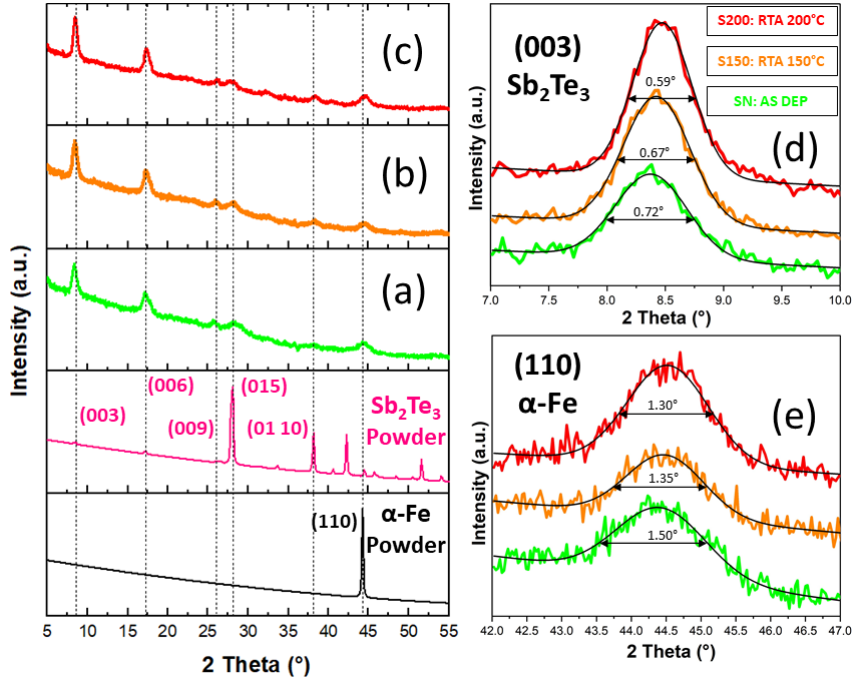 (c)
(b)
(a)
(003)
(006)
(009)
(015)
(01 10)
Sb₂Te₃
Powder
(110)
α-Fe
Powder
Intensity (a.u.)
5 10 15 20 25 30 35 40 45 50 55
2 Theta (°)
(003)
Sb₂Te₃
S200: RTA 200°C
S150: RTA 150°C
SN: AS DEP
(d)
0.59°
0.67°
0.72°
Intensity (a.u.)
7.0 7.5 8.0 8.5 9.0 9.5 10.0
2 Theta (°)
(110)
α-Fe
(e)
1.30°
1.35°
1.50°
Intensity (a.u.)
42.0 42.5 43.0 43.5 44.0 44.5 45.0 45.5 46.0 46.5 47.0
2 Theta (°)